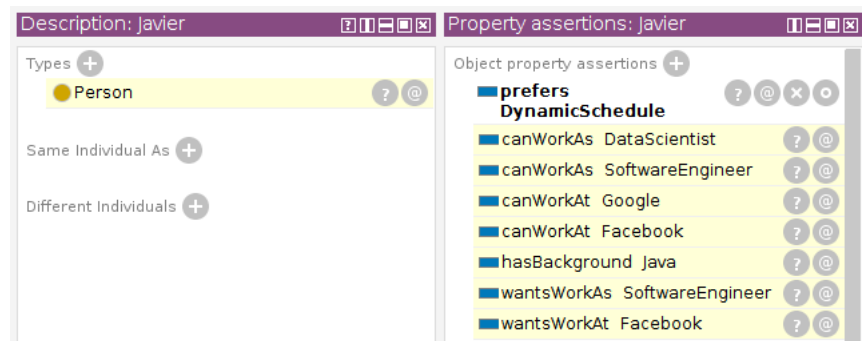 Description: Javier
Types
Person
Same Individual As
Different Individuals
Property assertions: Javier
Object property assertions
prefers
DynamicSchedule
canWorkAs DataScientist
canWorkAs SoftwareEngineer
canWorkAt Google
canWorkAt Facebook
hasBackground Java
wantsWorkAs SoftwareEngineer
wantsWorkAt Facebook